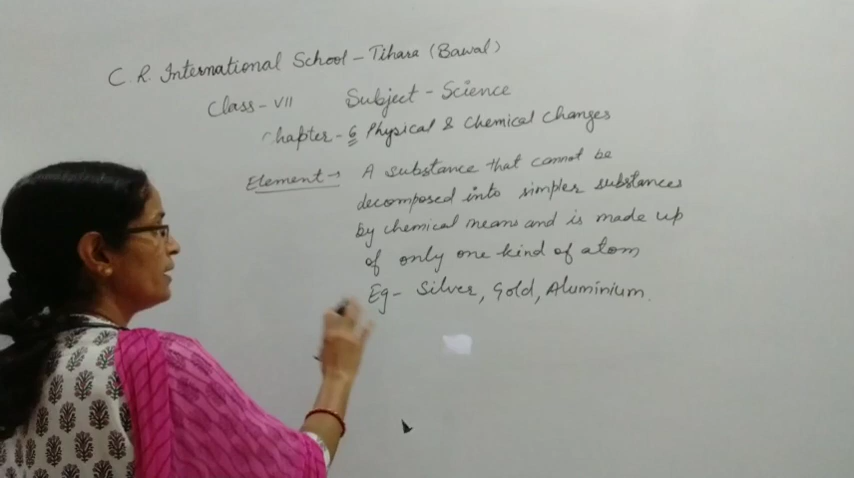 C. R. International School - Tihara (Bawal)
Class - VII Subject - Science
Chapter - 6 Physical & Chemical Changes
Element → A substance that cannot be
decomposed into simpler substances
by chemical means and is made up
of only one kind of atom
Eg - Silver, Gold, Aluminium.